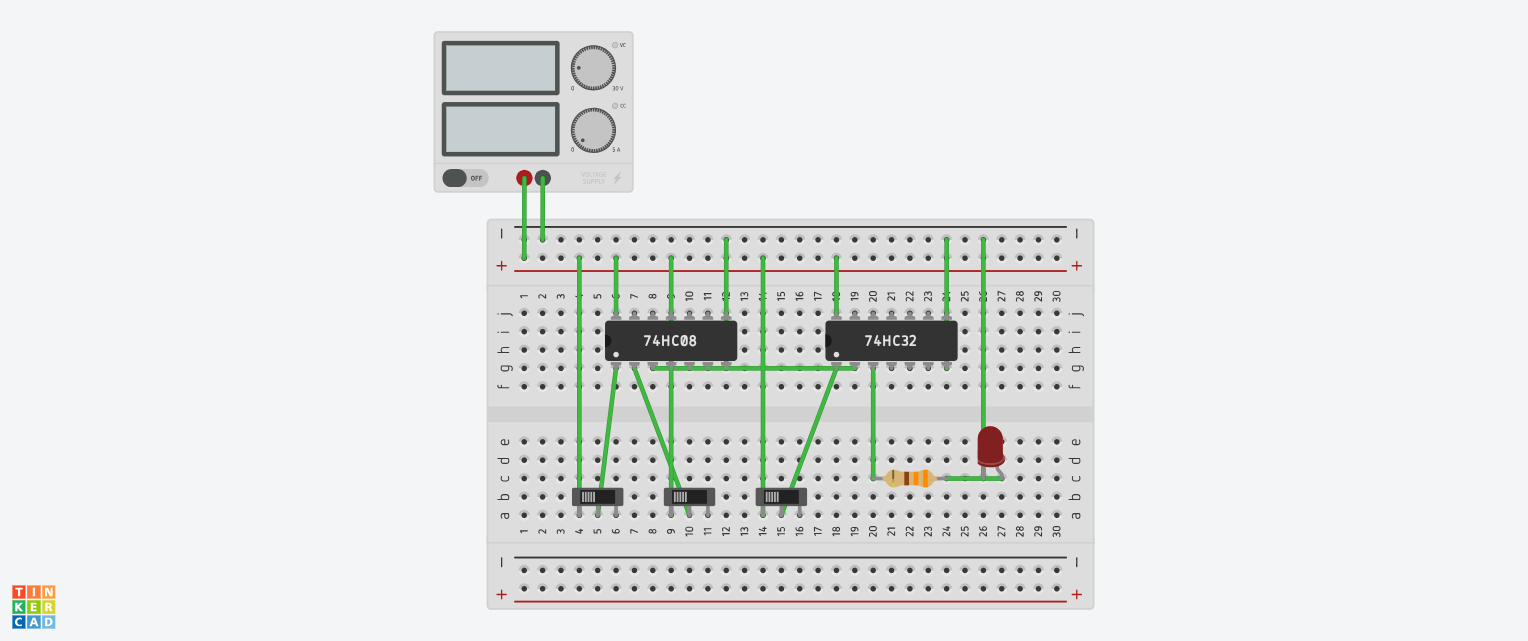 VC
0 30 V
CC
0 5 A
OFF
VOLTAGE
SUPPLY
− −
+ +
1 2 3 4 5 6 7 8 9 10 11 12 13 14 15 16 17 18 19 20 21 22 23 24 25 26 27 28 29 30
j j
i i
74HC08 74HC32
h h
g g
f f
e e
d d
c c
b b
a a
1 2 3 4 5 6 7 8 9 10 11 12 13 14 15 16 17 18 19 20 21 22 23 24 25 26 27 28 29 30
− −
+ +
TIN
KER
CAD